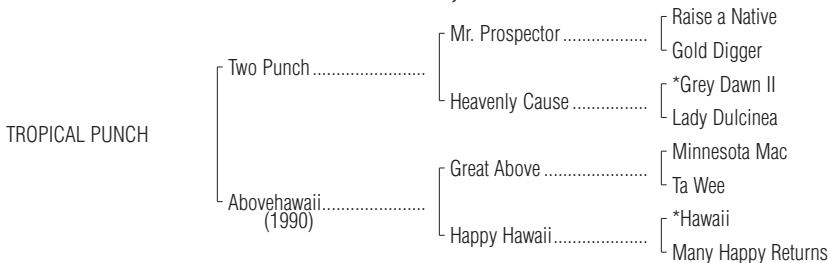 Raise a Native
Mr. Prospector...................
Gold Digger
Two Punch.........................
*Grey Dawn II
Heavenly Cause.................
Lady Dulcinea
TROPICAL PUNCH
Minnesota Mac
Great Above.......................
Ta Wee
Abovehawaii.......................
(1990)
*Hawaii
Happy Hawaii.....................
Many Happy Returns